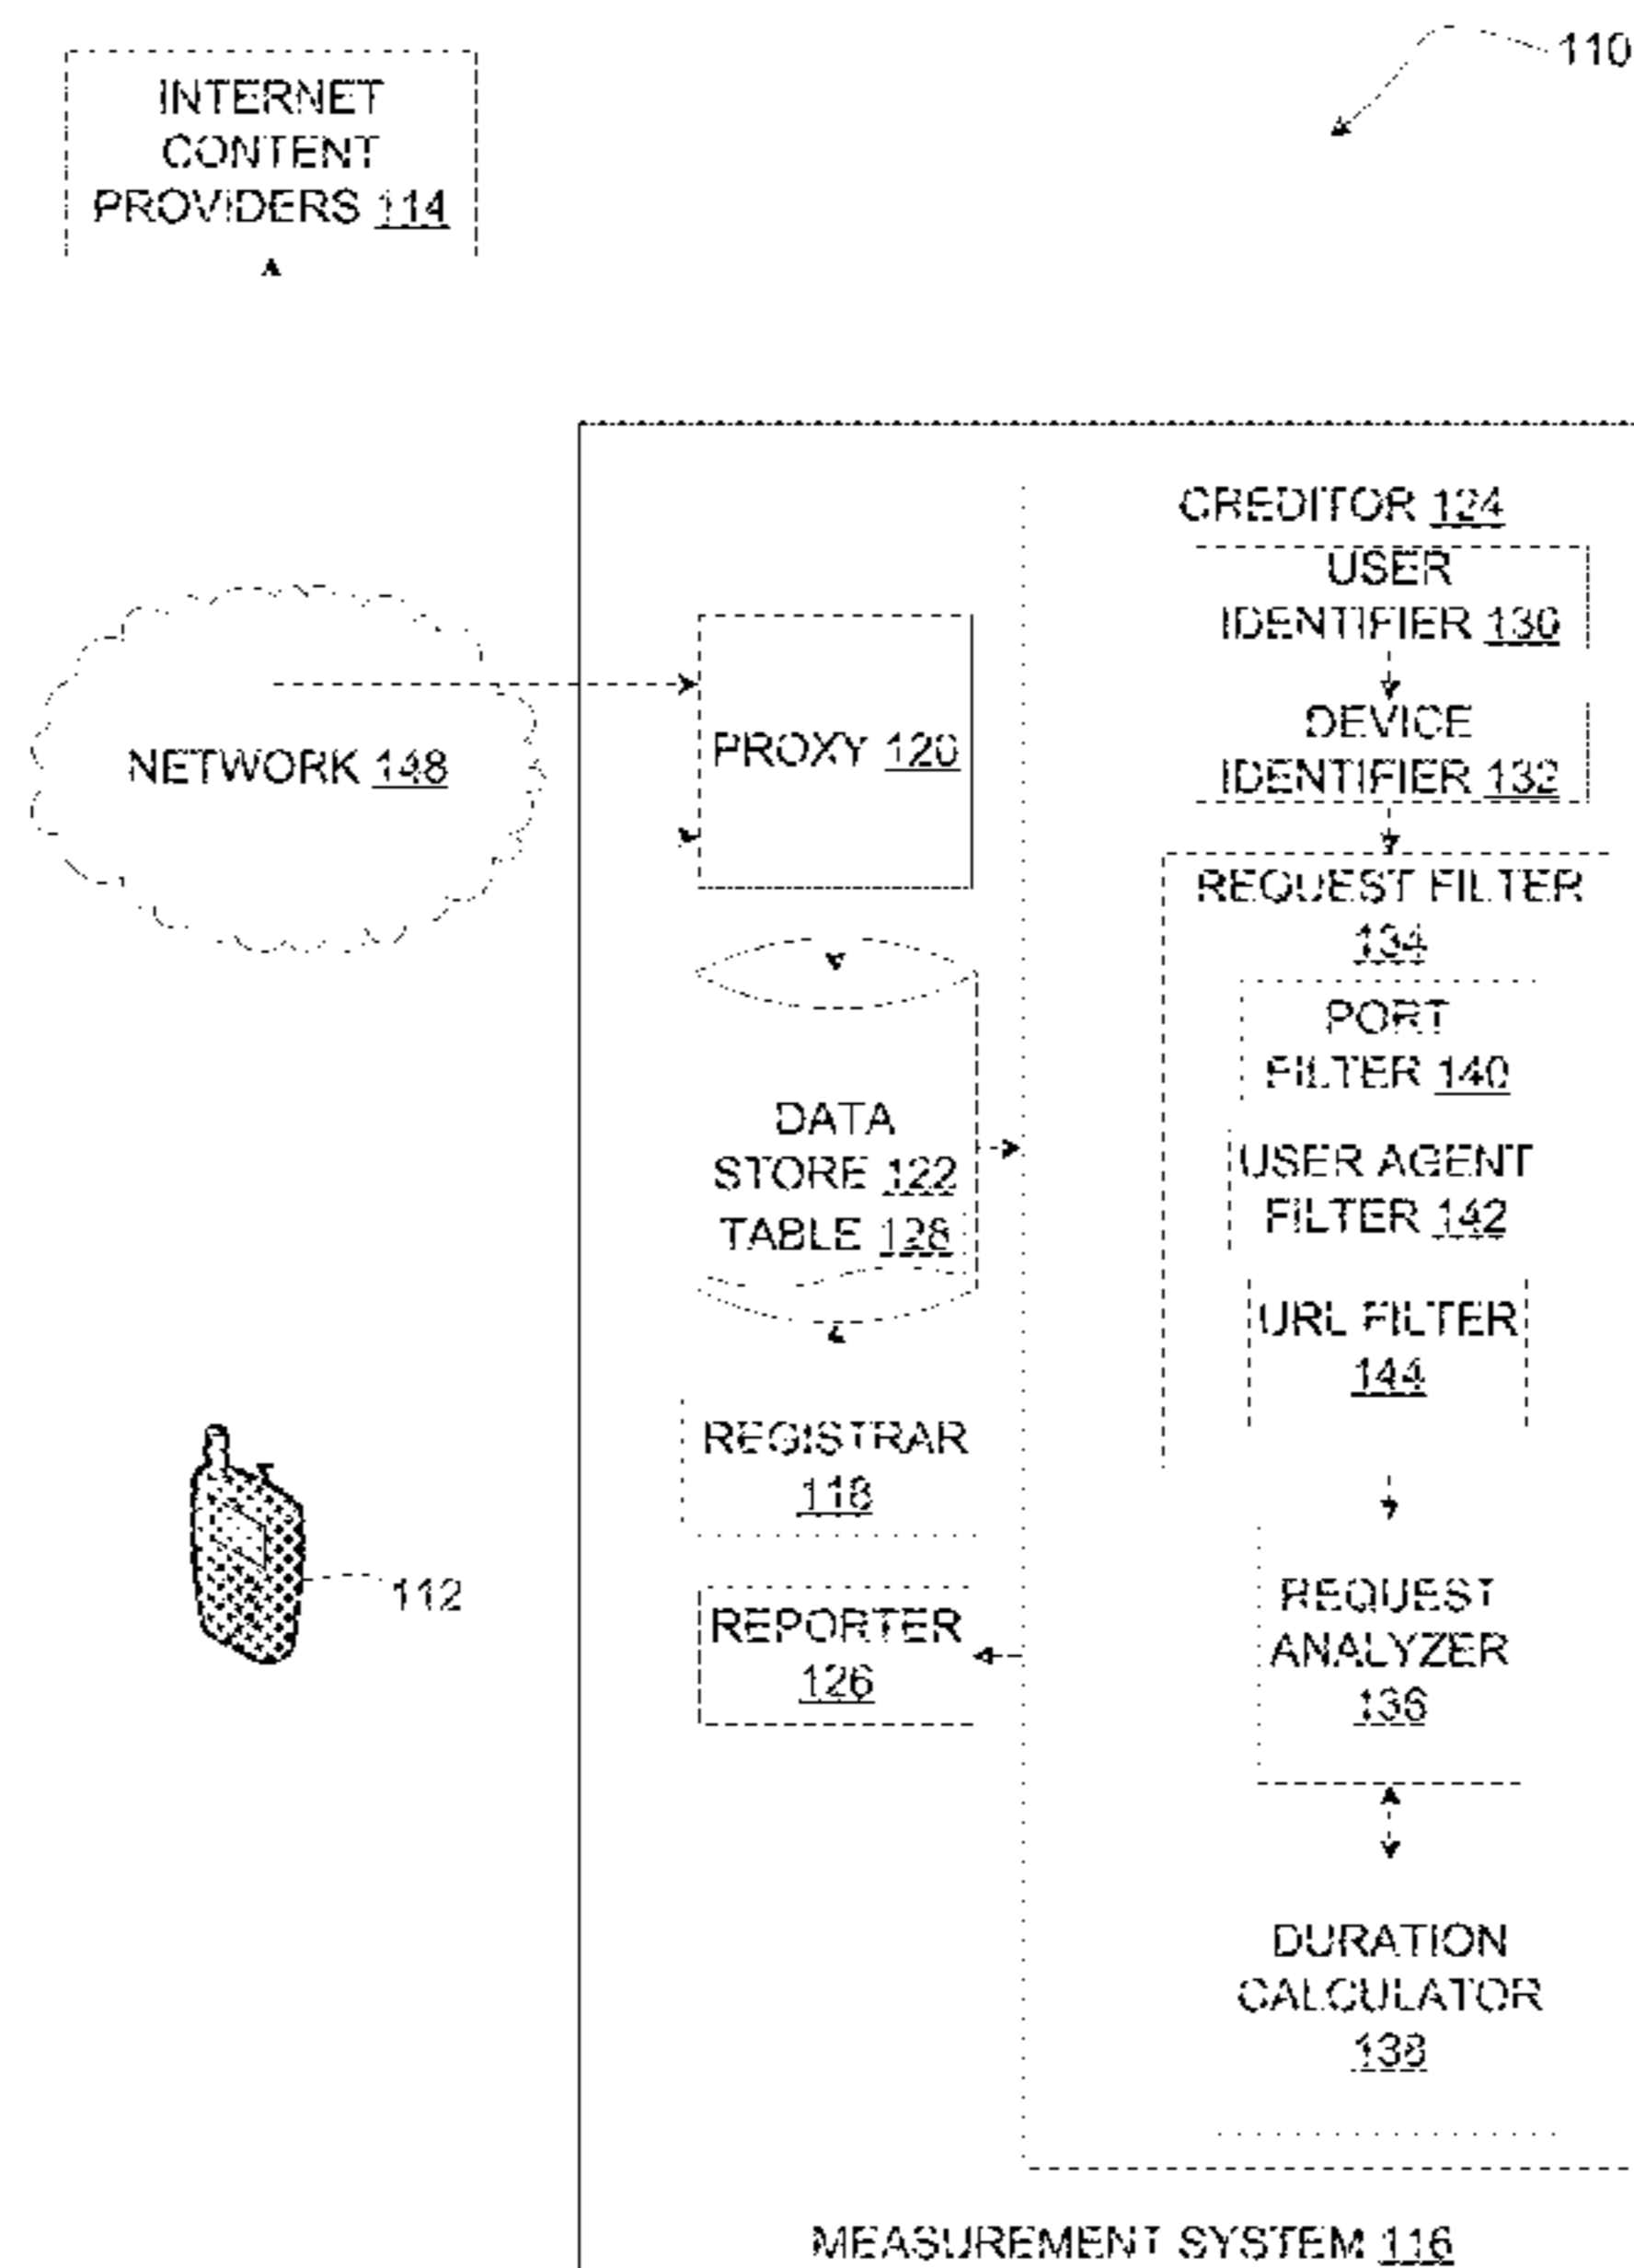 110
INTERNET
CONTENT
PROVIDERS 114
CREDITOR 124
USER
IDENTIFIER 130
DEVICE
IDENTIFIER 132
NETWORK 148
PROXY 120
REQUEST FILTER
134
PORT
FILTER 140
DATA
STORE 122
TABLE 128
USER AGENT
FILTER 142
URL FILTER
144
REGISTRAR
118
REPORTER
126
112
REQUEST
ANALYZER
136
DURATION
CALCULATOR
138
MEASUREMENT SYSTEM 116